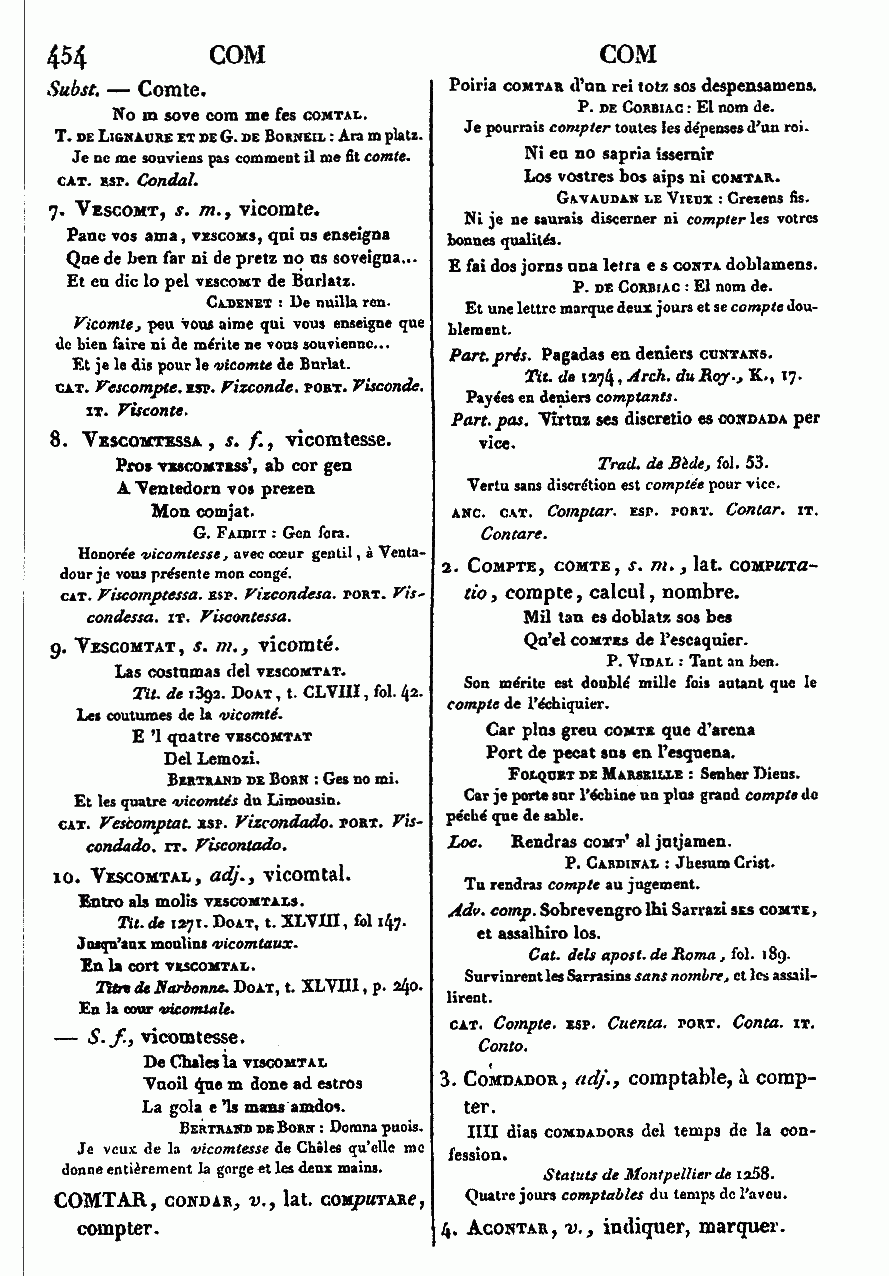 454 COM COM
Subst. — Comte.
No m sove com me fes COMTAL.
T. DE LIGNAURE ET DE G. DE BORNEIL : Ara m platz.
Je ne me souviens pas comment il me fit comte.
CAT. ESP. Condal.
7. VESCOMT, s. m., vicomte.
Pauc vos ama, VESCOMS, qui us enseigna
Que de ben far ni de pretz no us soveigna...
Et eu dic lo pel VESCOMT de Burlatz.
CADENET : De nuilla ren.
Vicomte, peu vous aime qui vous enseigne que
de bien faire ni de mérite ne vous souvienne...
Et je le dis pour le vicomte de Burlat.
CAT. Vescompte. ESP. Vizconde. PORT. Visconde.
IT. Visconte.
8. VESCOMTESSA, s. f., vicomtesse.
Pros VESCOMTESS', ab cor gen
A Ventedorn vos prezen
Mon comjat.
G. FAIDIT : Gen fora.
Honorée vicomtesse, avec cœur gentil, à Venta-
dour je vous présente mon congé.
CAT. Viscomptessa. ESP. Vizcondesa. PORT. Vis-
condessa. IT. Viscontessa.
9. VESCOMTAT, s. m., vicomté.
Las costumas del VESCOMTAT.
Tit. de 1392. DOAT, t. CLVIII, fol. 42.
Les coutumes de la vicomté.
E 'l quatre VESCOMTAT
Del Lemozi.
BERTRAND DE BORN : Ges no mi.
Et les quatre vicomtés du Limousin.
CAT. Vescomptat. ESP. Vizcondado. PORT. Vis-
condado. IT. Viscontado.
10. VESCOMTAL, adj., vicomtal.
Entro als molis VESCOMTALS.
Tit. de 1271. DOAT, t. XLVIII, fol 147.
Jusqu'aux moulins vicomtaux.
En la cort VESCOMTAL.
Titre de Narbonne. DOAT, t. XLVIII, p. 240.
En la cour vicomtale.
— S. f., vicomtesse.
De Chales la VISCOMTAL
Vuoil que m done ad estros
La gola e 'ls mans amdos.
BERTRAND DE BORN : Domna puois.
Je veux de la vicomtesse de Châles qu'elle me
donne entièrement la gorge et les deux mains.
COMTAR, CONDAR, v., lat. COMPUTARE,
compter.
Poiria COMTAR d'un rei totz sos despensamens.
P. DE CORBIAC : El nom de.
Je pourrais compter toutes les dépenses d'un roi.
Ni eu no sapria issernir
Los vostres bos aips ni COMTAR.
GAVAUDAN LE VIEUX : Crezens fis.
Ni je ne saurais discerner ni compter les votres
bonnes qualités.
E fai dos jorns una letra e s CONTA doblamens.
P. DE CORBIAC : El nom de.
Et une lettre marque deux jours et se compte dou-
blement.
Part. prés. Pagadas en deniers CUNTANS.
Tit. de 1274, Arch. du Roy., K., 17.
Payées en deniers comptants.
Part. pas. Virtuz ses discretio es CONDADA per
vice.
Trad. de Bède, fol. 53.
Vertu sans discrétion est comptée pour vice.
ANC. CAT. Comptar. ESP. PORT. Contar. IT.
Contare.
2. COMPTE, COMTE, s. m., lat. COMPUTA-
tio, compte, calcul, nombre.
Mil tan es doblatz sos bes
Qu'el COMTES de l'escaquier.
P. VIDAL : Tant an ben.
Son mérite est doublé mille fois autant que le
compte de l'échiquier.
Car plus greu COMTE que d'arena
Port de pecat sus en l'esquena.
FOLQUET DE MARSEILLE : Senher Diens.
Car je porte sur l'échine un plus grand compte de
péché que de sable.
Loc. Rendras COMT' al jutjamen.
P. CARDINAL : Jhesum Crist.
Tu rendras compte au jugement.
Adv. comp. Sobrevengro lhi Sarrazi SES COMTE,
et assalhiro los.
Cat. dels apost. de Roma, fol. 189.
Survinrent les Sarrasins sans nombre, et les assail-
lirent.
CAT. Compte. ESP. Cuenta. PORT. Conta. IT.
Conto.
3. COMDADOR, adj., comptable, à comp-
ter.
IIII dias COMDADORS del temps de la con-
fession.
Statuts de Montpellier de 1258.
Quatre jours comptables du temps de l'aveu.
4. ACONTAR, v., indiquer, marquer.